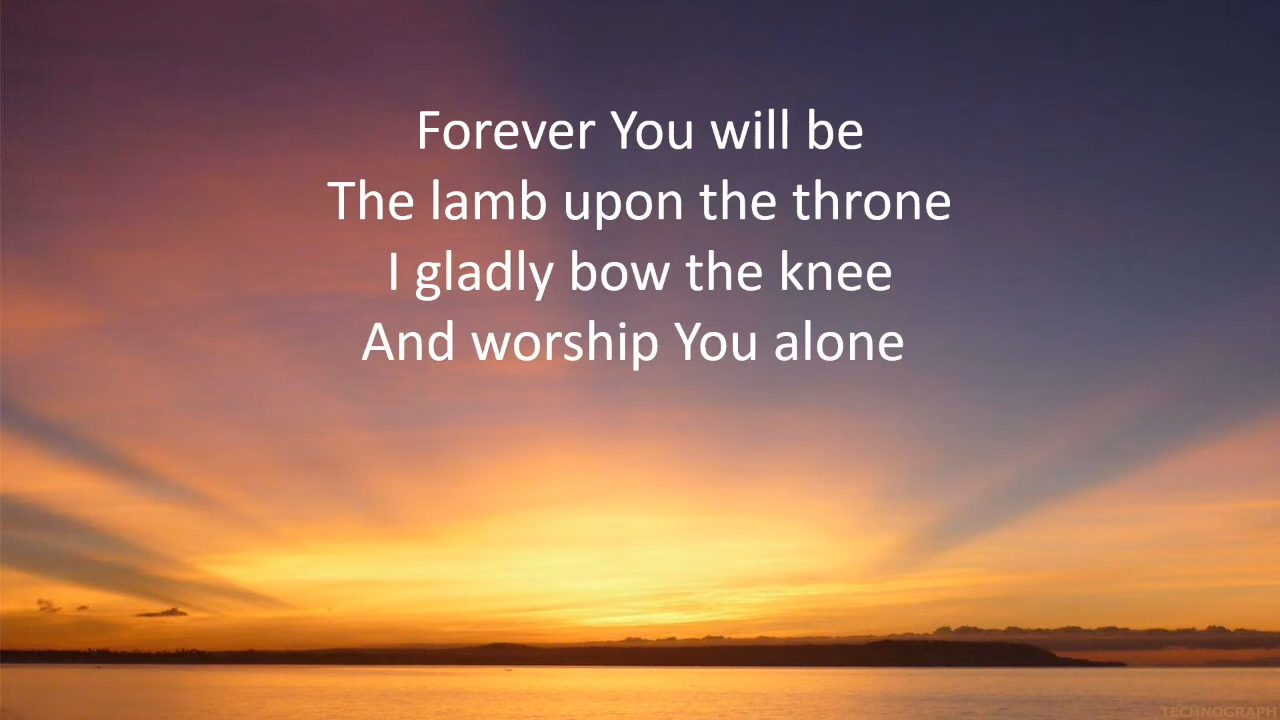 Forever You will be
The lamb upon the throne
I gladly bow the knee
And worship You alone
TECHNOGRAPH